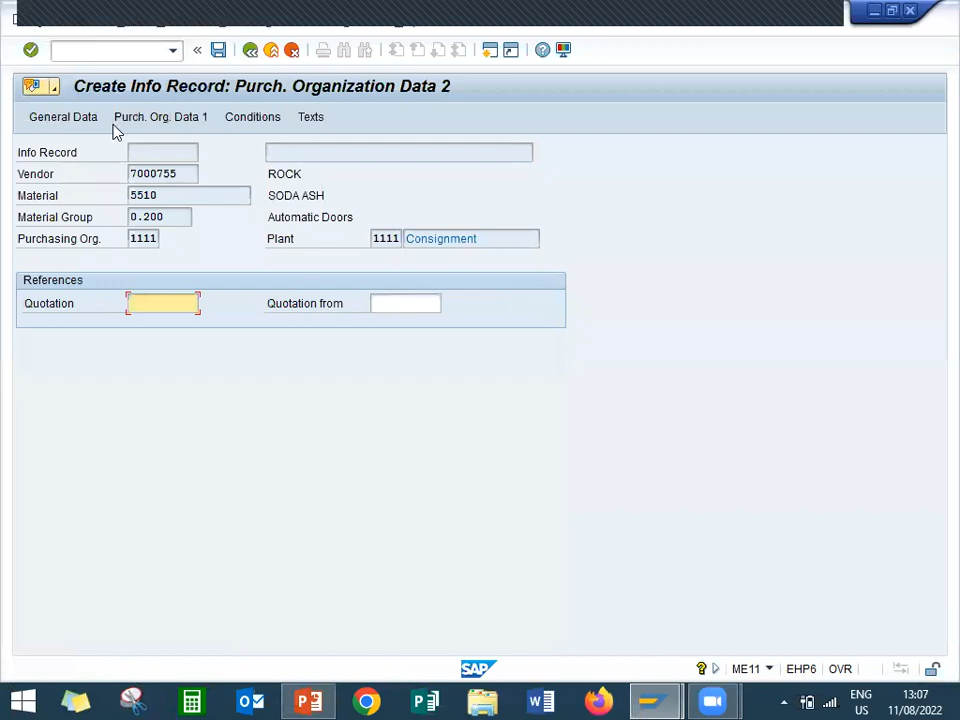 Create Info Record: Purch. Organization Data 2
General Data Purch. Org. Data 1 Conditions Texts
Info Record
Vendor 7000755 ROCK
Material 5510 SODA ASH
Material Group 0.200 Automatic Doors
Purchasing Org. 1111 Plant 1111 Consignment
References
Quotation Quotation from
SAP ME11 EHP6 OVR
ENG 13:07
US 11/08/2022